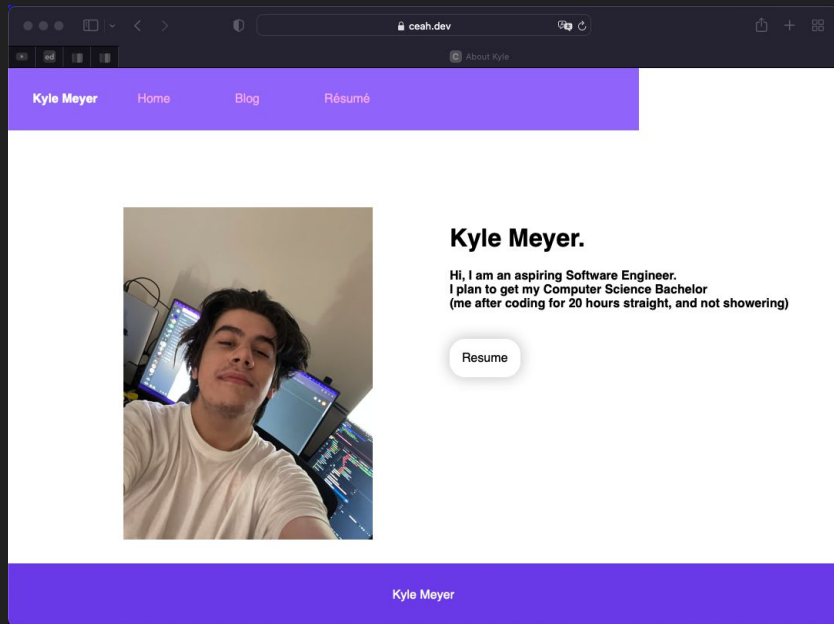 ceah.dev
ed
C About Kyle
Kyle Meyer Home Blog Résumé
Kyle Meyer.
Hi, I am an aspiring Software Engineer.
I plan to get my Computer Science Bachelor
(me after coding for 20 hours straight, and not showering)
Resume
Kyle Meyer